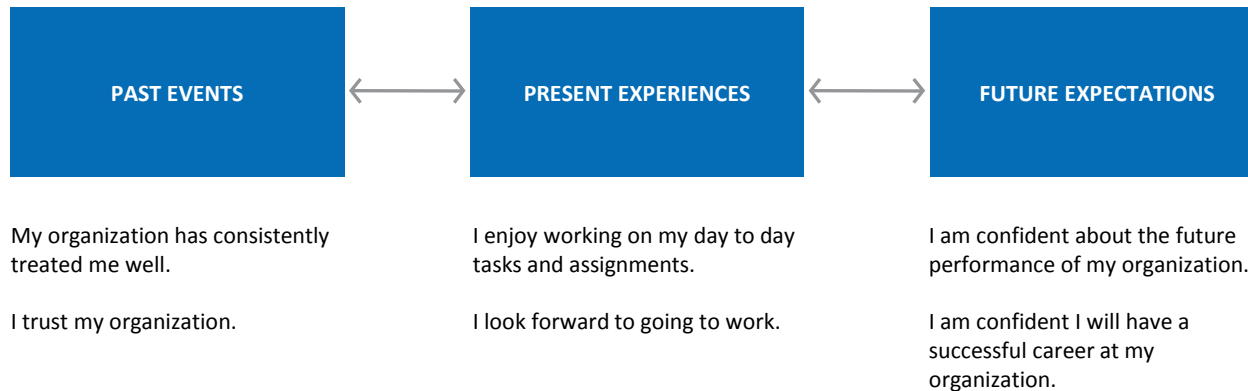 PAST EVENTS
PRESENT EXPERIENCES
FUTURE EXPECTATIONS
My organization has consistently
treated me well.
I trust my organization.
I enjoy working on my day to day
tasks and assignments.
I look forward to going to work.
I am confident about the future
performance of my organization.
I am confident I will have a
successful career at my
organization.